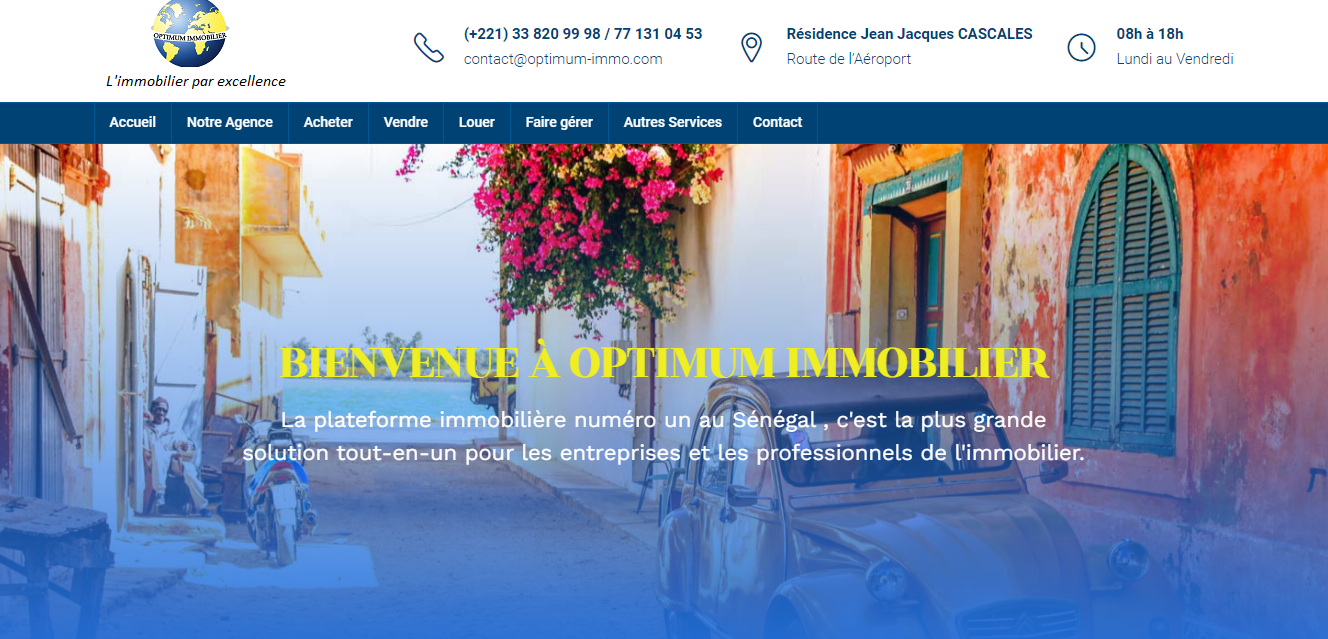 OPTIMUM IMMOBILIER
L'immobilier par excellence
(+221) 33 820 99 98 / 77 131 04 53
contact@optimum-immo.com
Résidence Jean Jacques CASCALES
Route de l'Aéroport
08h à 18h
Lundi au Vendredi
Accueil
Notre Agence
Acheter
Vendre
Louer
Faire gérer
Autres Services
Contact
BIENVENUE À OPTIMUM IMMOBILIER
La plateforme immobilière numéro un au Sénégal , c'est la plus grande
solution tout-en-un pour les entreprises et les professionnels de l'immobilier.